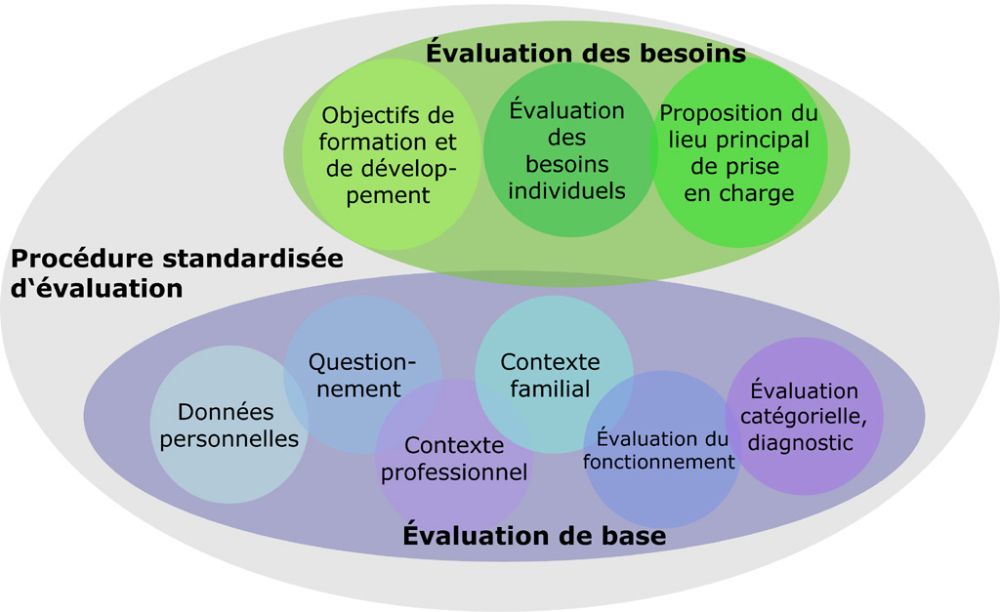 Évaluation des besoins
Objectifs de
formation et
de dévelop-
pement
Évaluation
des
besoins
individuels
Proposition du
lieu principal
de prise
en charge
Procédure standardisée
d‘évaluation
Données
personnelles
Question-
nement
Contexte
professionnel
Contexte
familial
Évaluation du
fonctionnement
Évaluation
catégorielle,
diagnostic
Évaluation de base